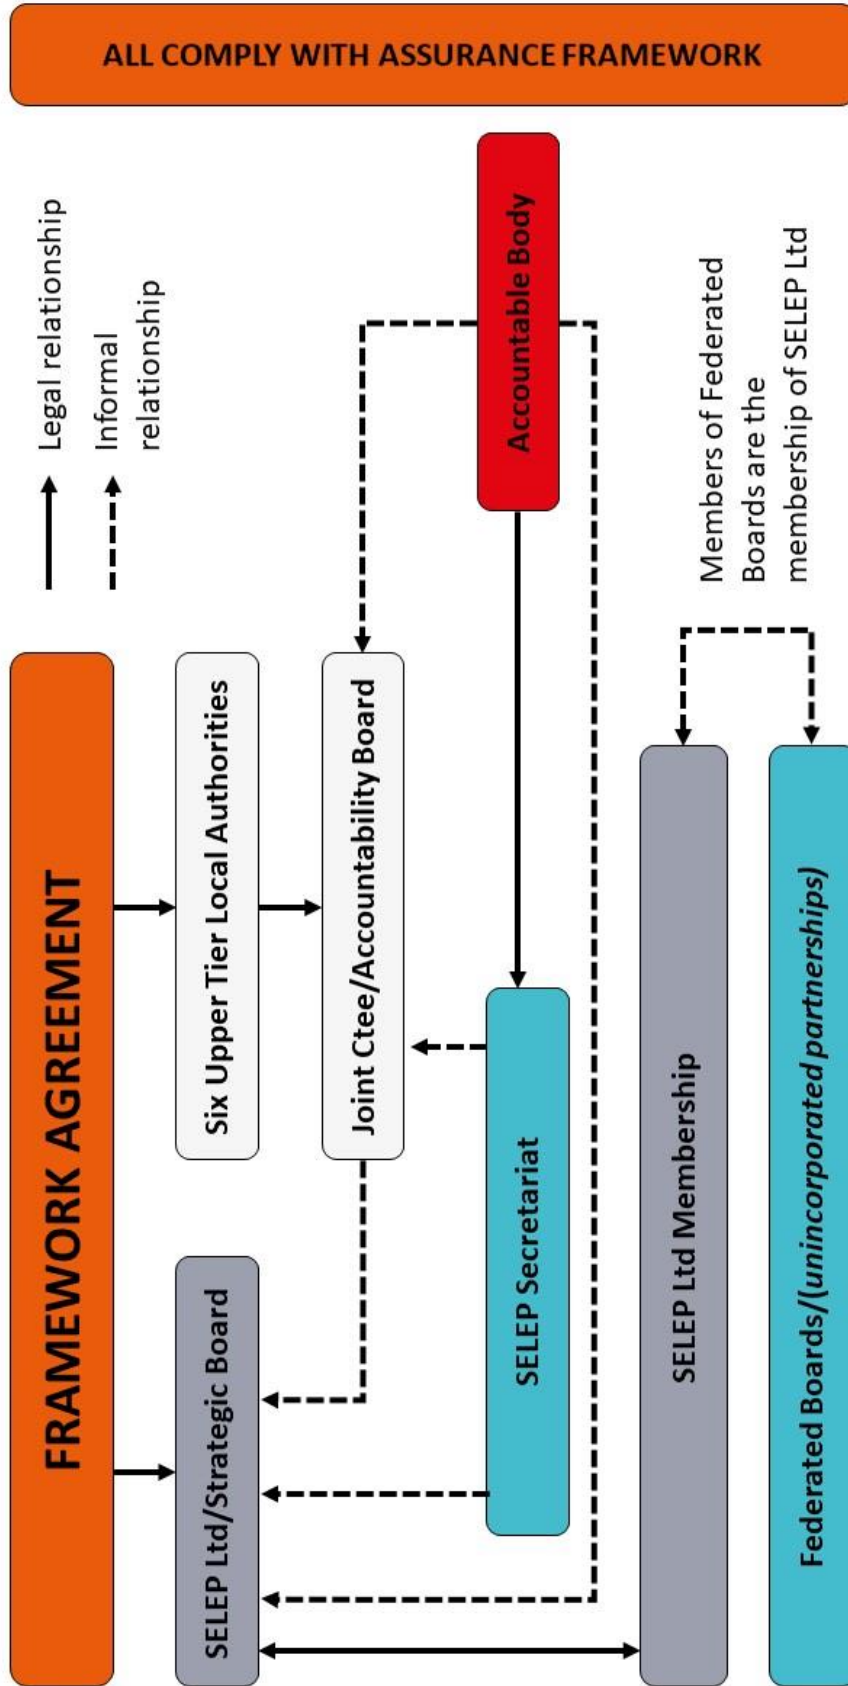 FRAMEWORK AGREEMENT
Legal relationship
Informal
relationship
SELEP Ltd/Strategic Board
Six Upper Tier Local Authorities
Joint Ctee/Accountability Board
SELEP Secretariat
Accountable Body
SELEP Ltd Membership
Members of Federated
Boards are the
membership of SELEP Ltd
Federated Boards/(unincorporated partnerships)
ALL COMPLY WITH ASSURANCE FRAMEWORK